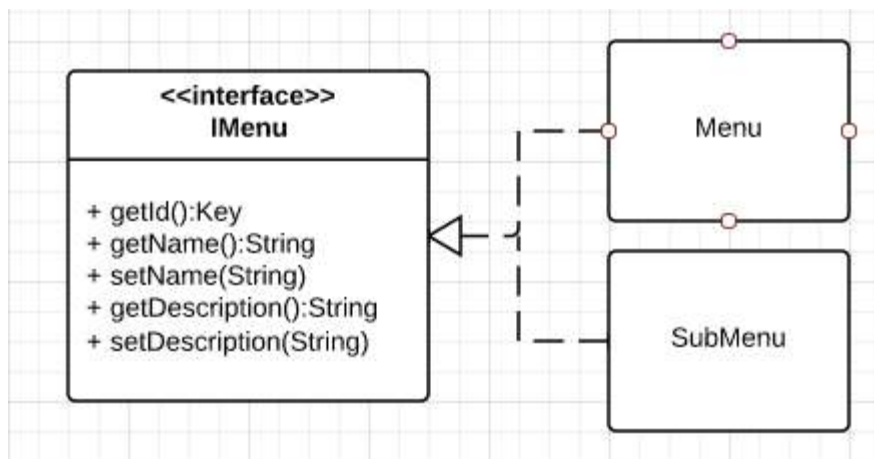 <<interface>>
IMenu
+ getId():Key
+ getName():String
+ setName(String)
+ getDescription():String
+ setDescription(String)
Menu
SubMenu